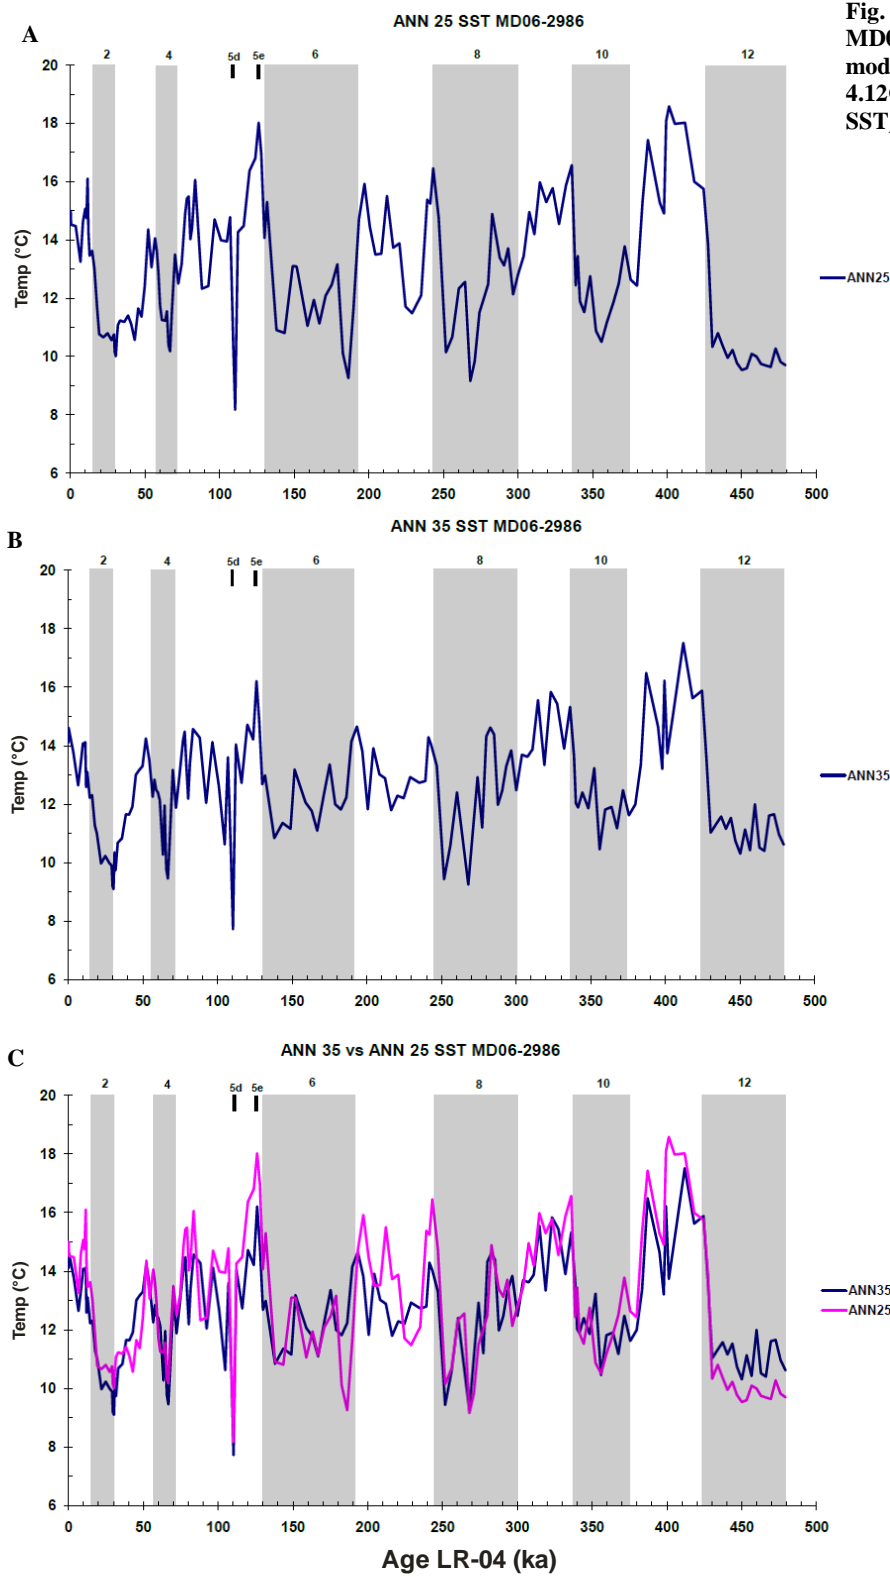 Fig.
MD0
mod
4.12
SST,
A
ANN 25 SST MD06-2986
2 4 5d 5e 6 8 10 12
20
18
16
14
12
10
8
6
Temp (°C)
0 50 100 150 200 250 300 350 400 450 500
ANN25
B
ANN 35 SST MD06-2986
2 4 5d 5e 6 8 10 12
20
18
16
14
12
10
8
6
Temp (°C)
0 50 100 150 200 250 300 350 400 450 500
ANN35
C
ANN 35 vs ANN 25 SST MD06-2986
2 4 5d 5e 6 8 10 12
20
18
16
14
12
10
8
6
Temp (°C)
0 50 100 150 200 250 300 350 400 450 500
ANN35
ANN25
Age LR-04 (ka)